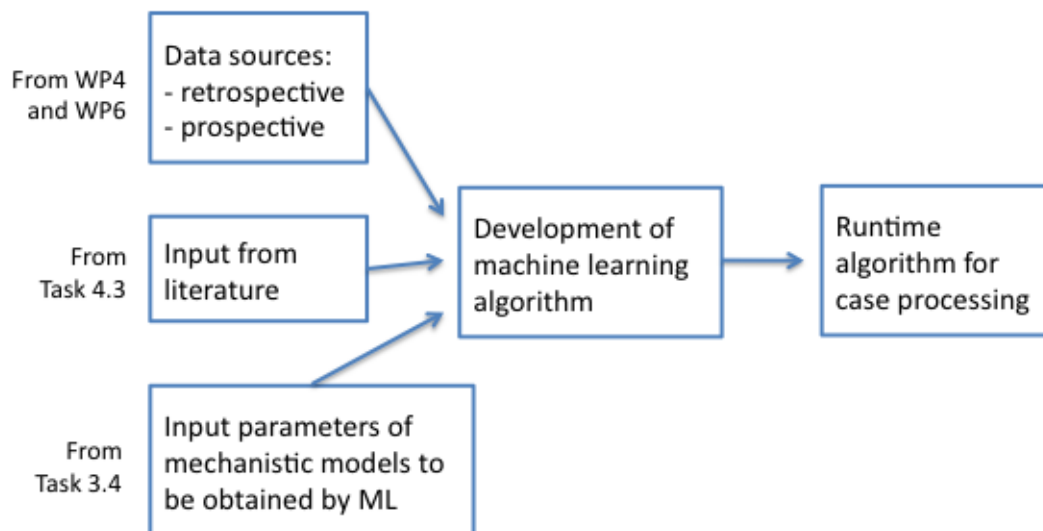 From WP4
and WP6
Data sources:
- retrospective
- prospective
From
Task 4.3
Input from
literature
Development of
machine learning
algorithm
Runtime
algorithm for
case processing
From
Task 3.4
Input parameters of
mechanistic models to
be obtained by ML